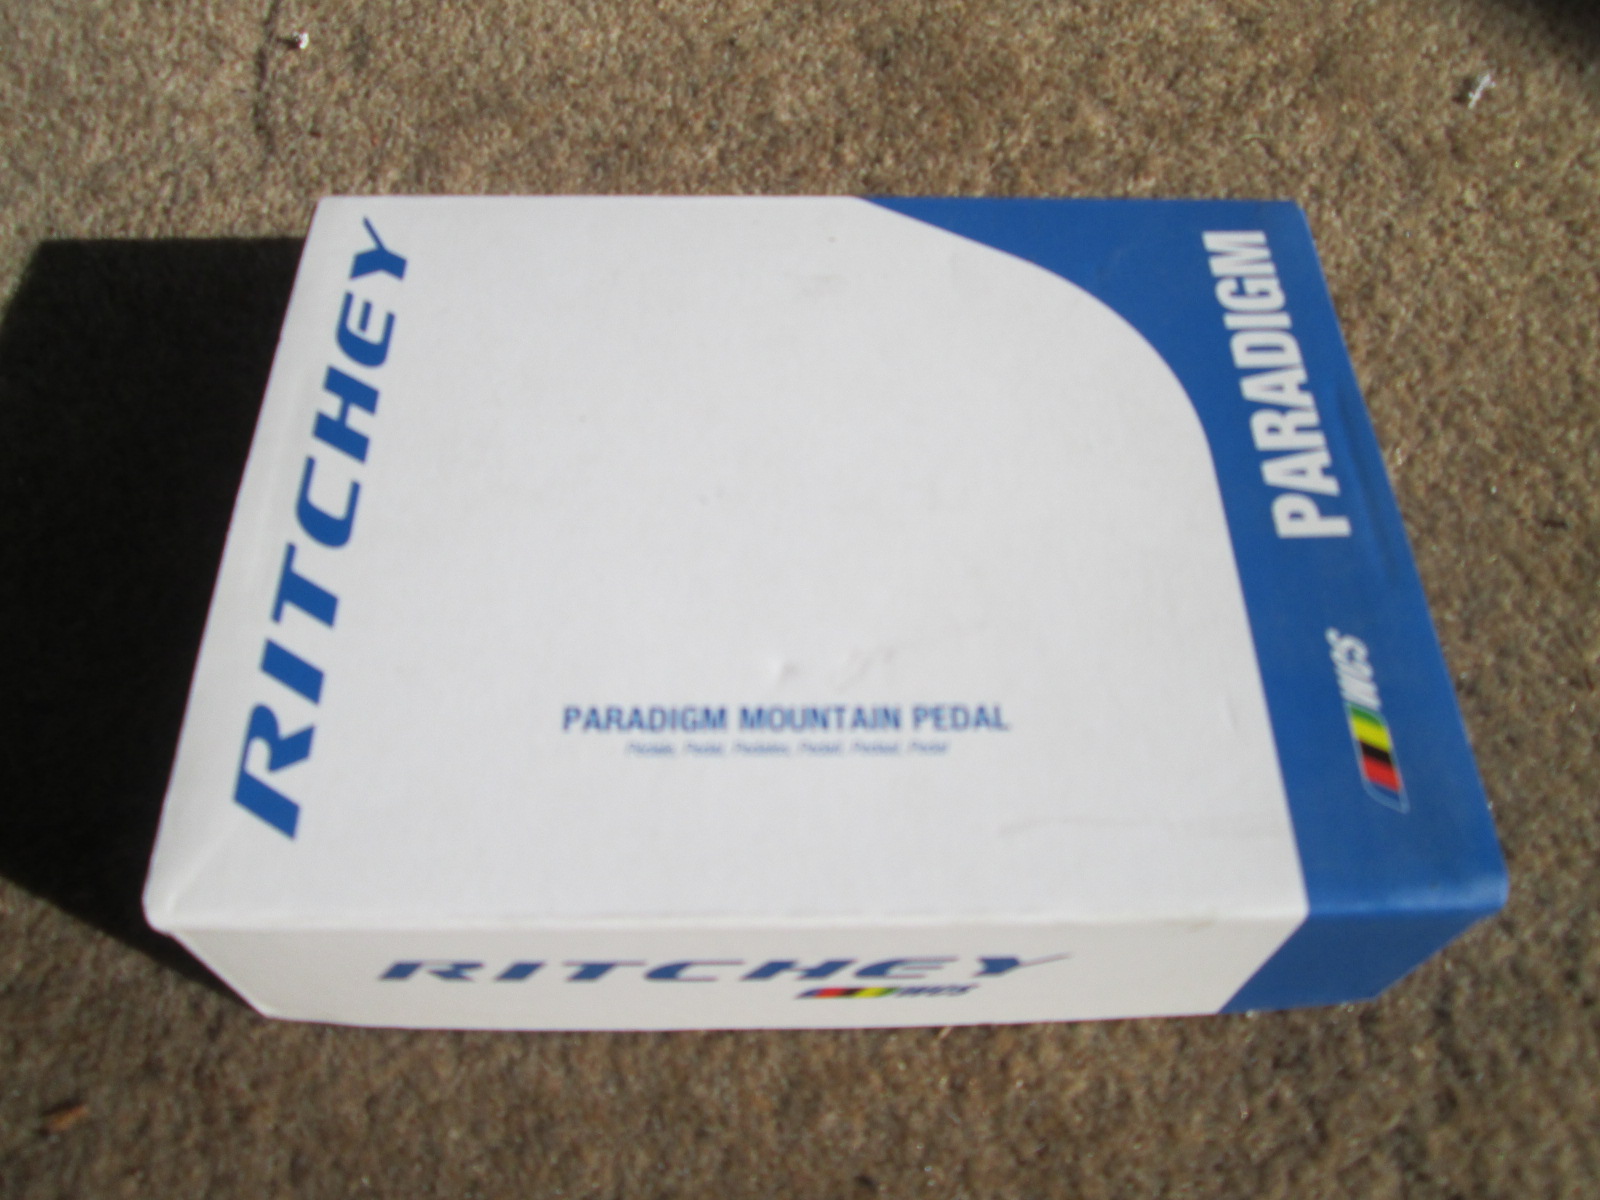 RITCHEY
PARADIGM
WCS
PARADIGM MOUNTAIN PEDAL
RITCHEY
WCS